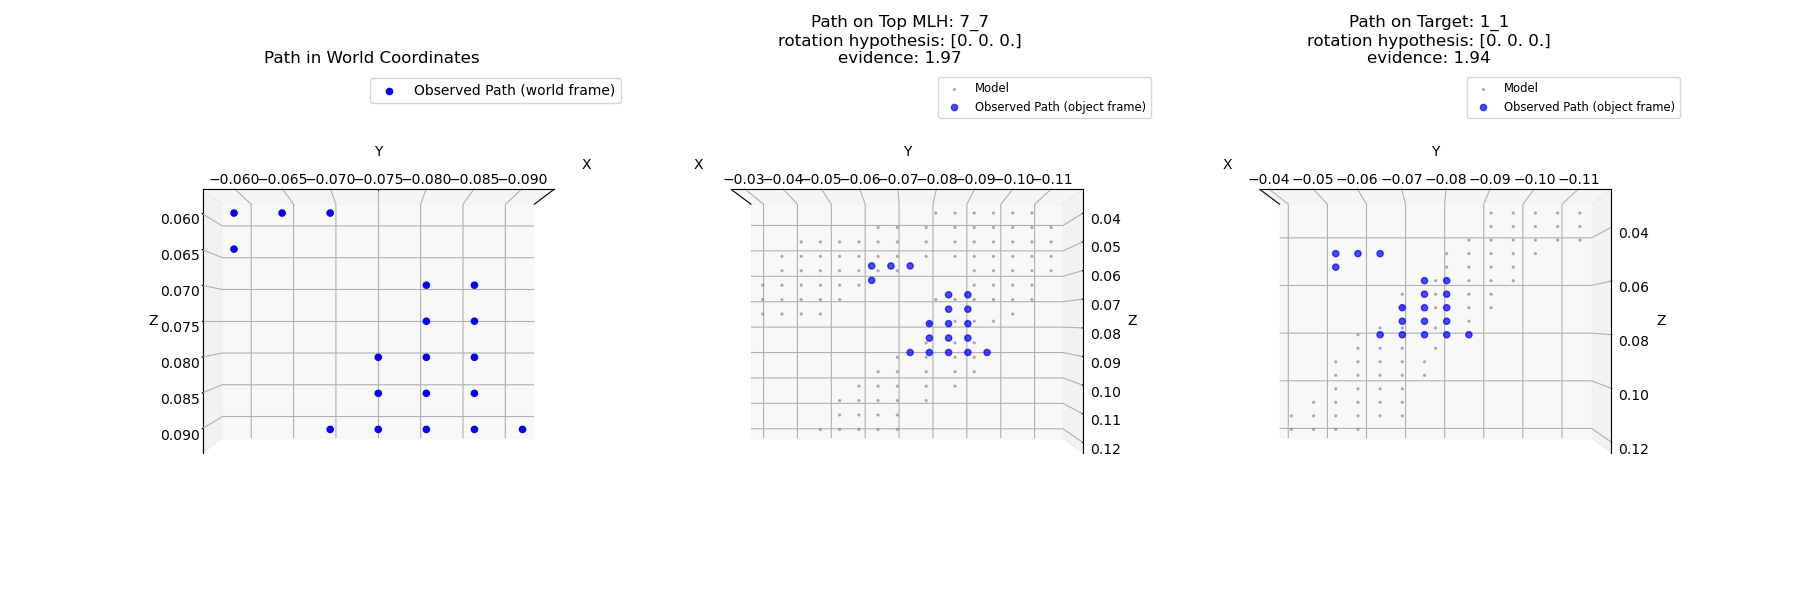 Path in World Coordinates
Observed Path (world frame)
Y
X
−0.060 −0.065 −0.070 −0.075 −0.080 −0.085 −0.090
0.060
0.065
0.070
0.075
0.080
0.085
0.090
Z
Path on Top MLH: 7_7
rotation hypothesis: [0. 0. 0.]
evidence: 1.97
Model
Observed Path (object frame)
Y
X
−0.03 −0.04 −0.05 −0.06 −0.07 −0.08 −0.09 −0.10 −0.11
0.04
0.05
0.06
0.07
0.08
0.09
0.10
0.11
0.12
Z
Path on Target: 1_1
rotation hypothesis: [0. 0. 0.]
evidence: 1.94
Model
Observed Path (object frame)
Y
X
−0.04 −0.05 −0.06 −0.07 −0.08 −0.09 −0.10 −0.11
0.04
0.06
0.08
0.10
0.12
Z